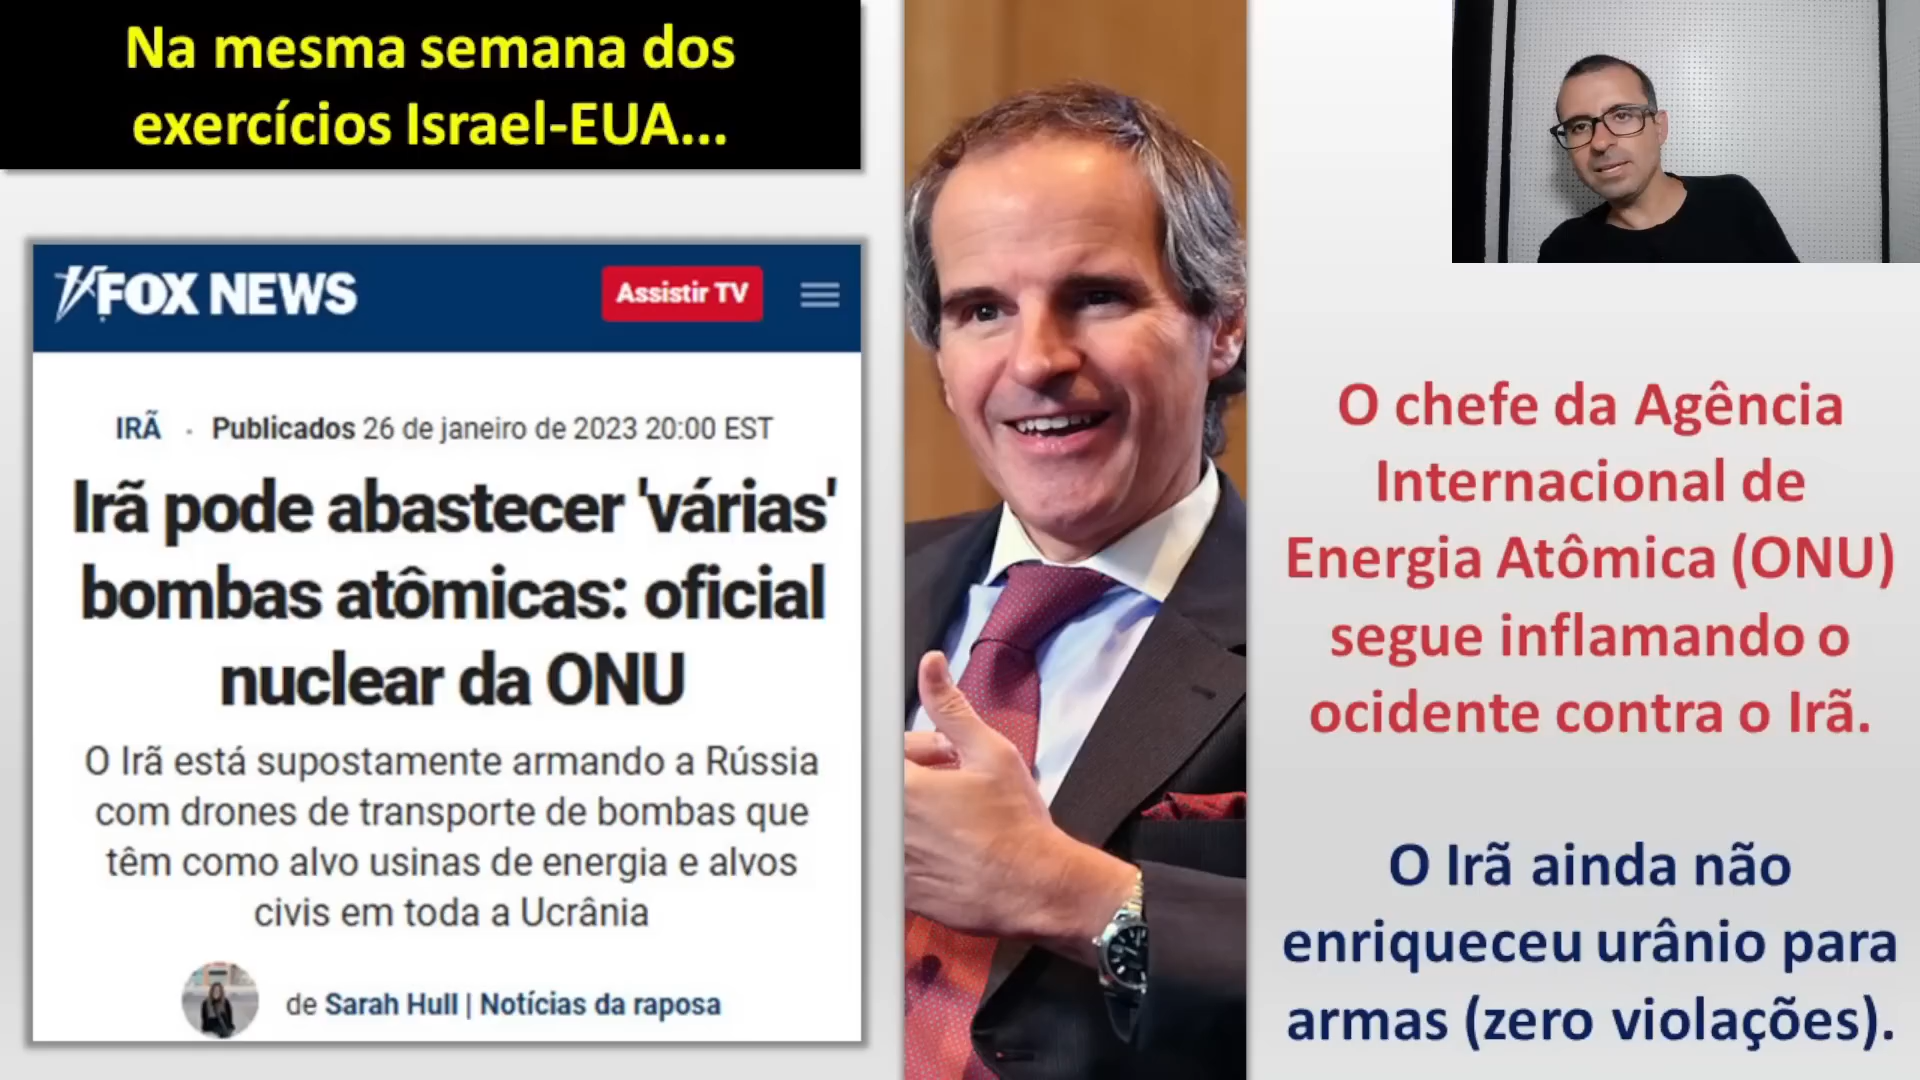 Na mesma semana dos
exercícios Israel-EUA...
FOX NEWS
Assistir TV
IRÃ · Publicados 26 de janeiro de 2023 20:00 EST
Irã pode abastecer 'várias'
bombas atômicas: oficial
nuclear da ONU
O Irã está supostamente armando a Rússia
com drones de transporte de bombas que
têm como alvo usinas de energia e alvos
civis em toda a Ucrânia
de Sarah Hull | Notícias da raposa
O chefe da Agência
Internacional de
Energia Atômica (ONU)
segue inflamando o
ocidente contra o Irã.
O Irã ainda não
enriqueceu urânio para
armas (zero violações).